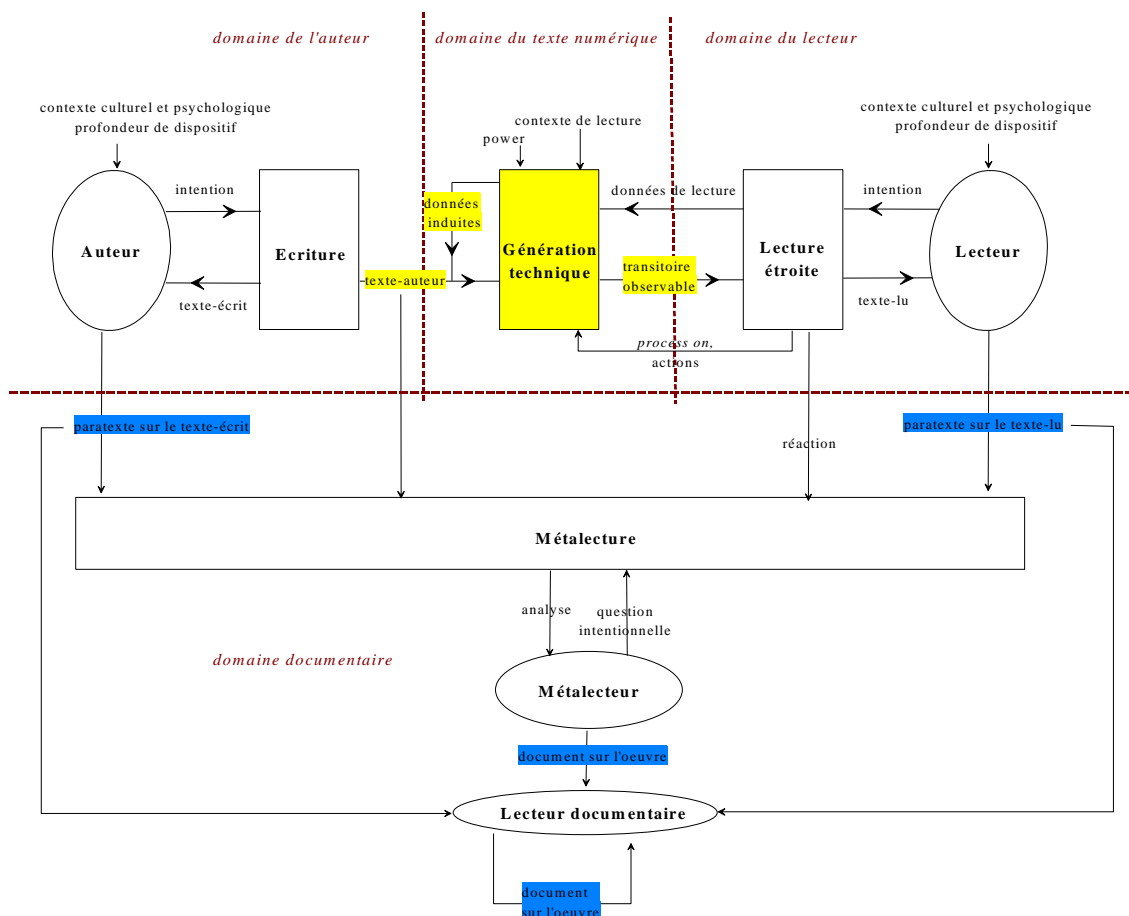 domaine de l'auteur
domaine du texte numérique
domaine du lecteur
contexte culturel et psychologique
profondeur de dispositif
contexte de lecture
power
contexte culturel et psychologique
profondeur de dispositif
intention
données
induites
données de lecture
intention
Auteur
Ecriture
Génération
technique
Lecture
étroite
Lecteur
texte-auteur
transitoire
observable
texte-écrit
texte-lu
process on,
actions
paratexte sur le texte-écrit
paratexte sur le texte-lu
réaction
Métalecture
analyse
question
intentionnelle
domaine documentaire
Métalecteur
document sur l'oeuvre
Lecteur documentaire
document
sur l'oeuvre